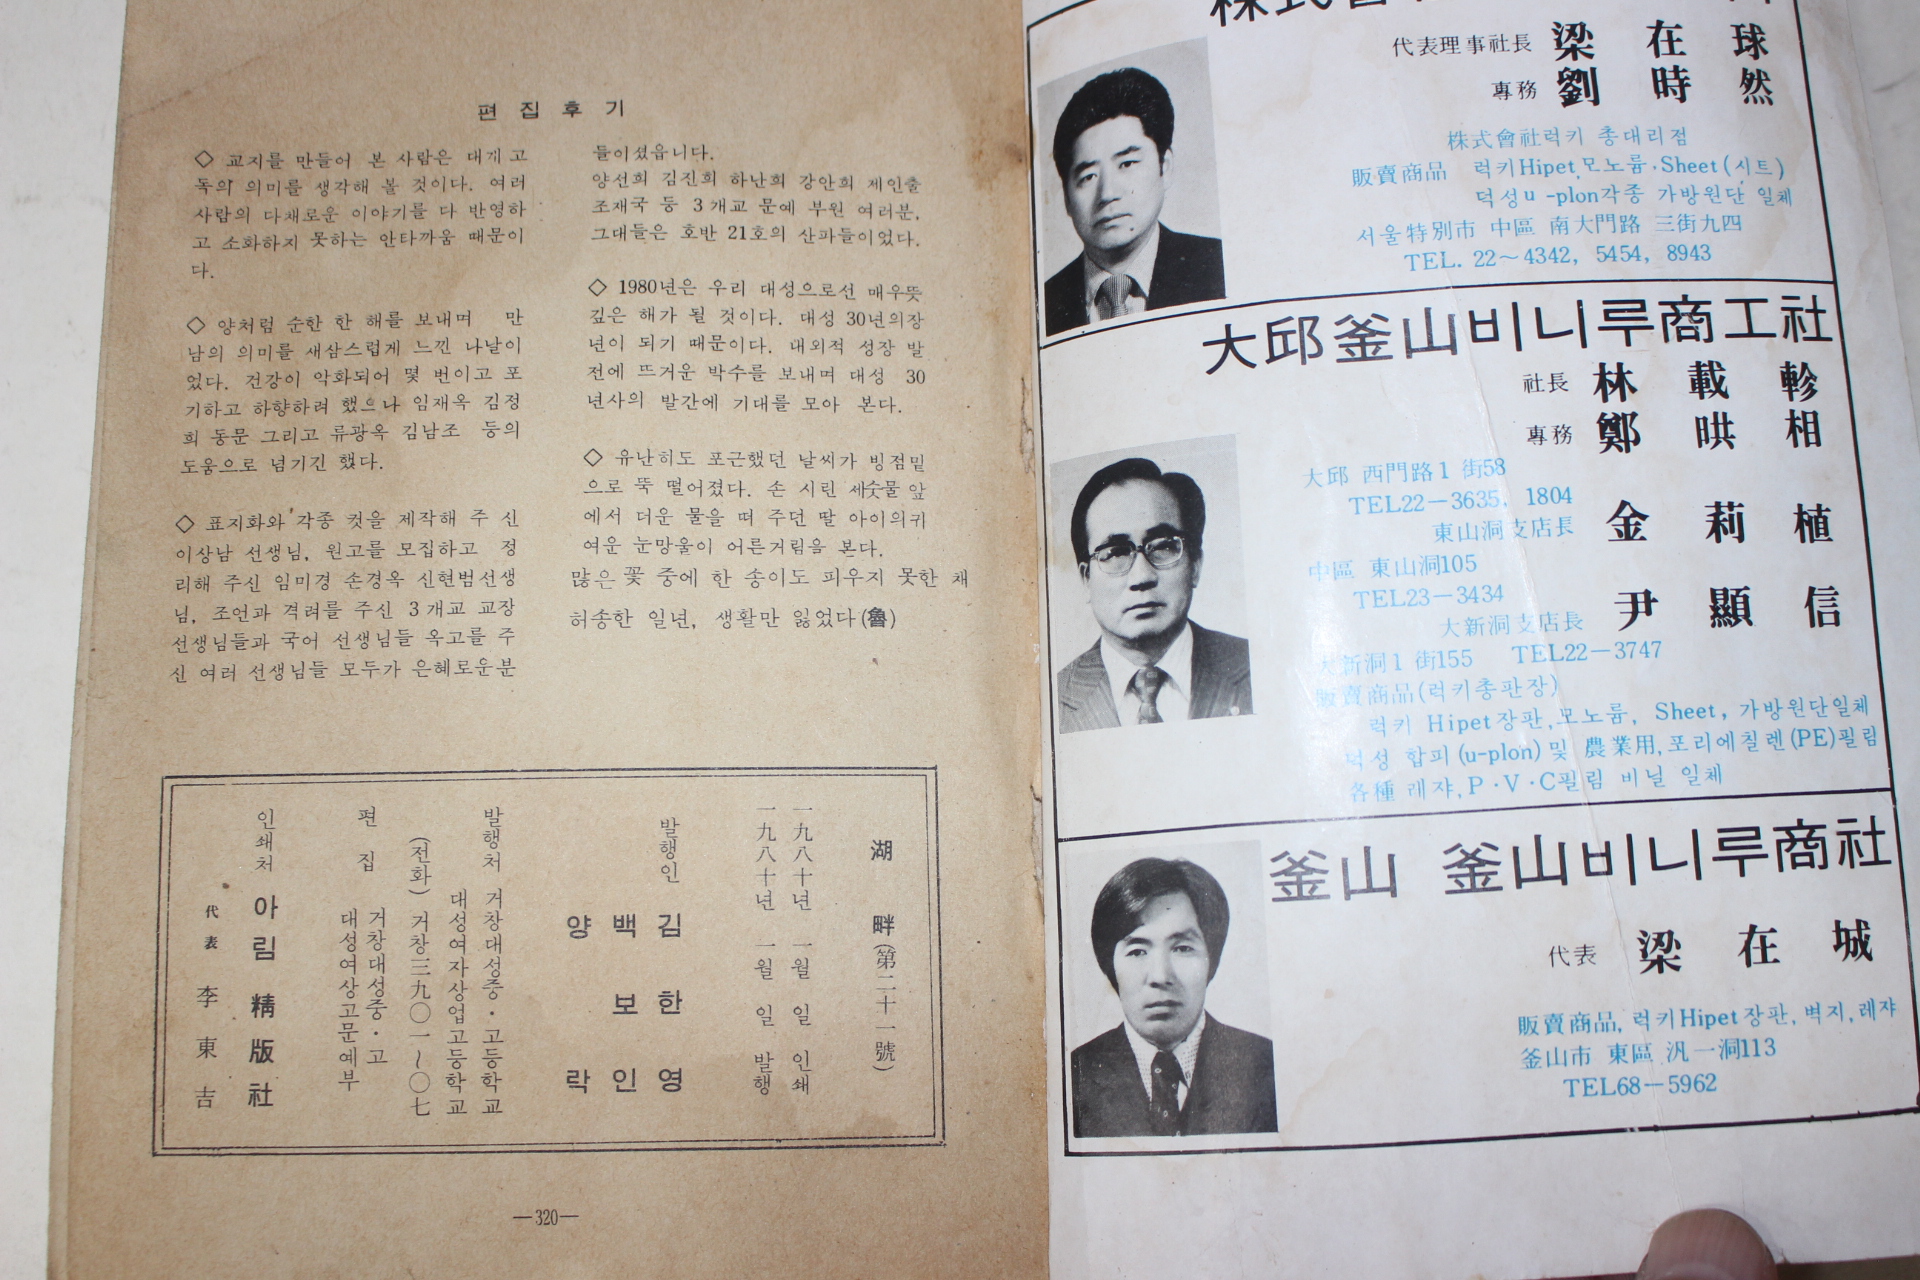 편 집 후 기
◇ 교지를 만들어 본 사람은 대개 고
독의 의미를 생각해 볼 것이다. 여러
사람의 다채로운 이야기를 다 반영하
고 소화하지 못하는 안타까움 때문이
다.
◇ 양처럼 순한 한 해를 보내며 만
남의 의미를 새삼스럽게 느낀 나날이
었다. 건강이 악화되어 몇 번이고 포
기하고 하향하려 했으나 임재옥 김정
희 동문 그리고 류광옥 김남조 등의
도움으로 넘기긴 했다.
◇ 표지화와 각종 컷을 제작해 주 신
이상남 선생님, 원고를 모집하고 정
리해 주신 임미경 손경옥 신현범선생
님, 조언과 격려를 주신 3개교 교장
선생님들과 국어 선생님들 옥고를 주
신 여러 선생님들 모두가 은혜로운분
들이셨읍니다.
양선희 김진희 하난희 강안희 제인출
조재국 등 3개교 문예 부원 여러분,
그대들은 호반 21호의 산파들이었다.
◇ 1980년은 우리 대성으로선 매우뜻
깊은 해가 될 것이다. 대성 30년의장
년이 되기 때문이다. 대외적 성장 발
전에 뜨거운 박수를 보내며 대성 30
년사의 발간에 기대를 모아 본다.
◇ 유난히도 포근했던 날씨가 빙점밑
으로 뚝 떨어졌다. 손 시린 세숫물 앞
에서 더운 물을 떠 주던 딸 아이의귀
여운 눈망울이 어른거림을 본다.
많은 꽃 중에 한 송이도 피우지 못한 채
허송한 일년, 생활만 잃었다(魯)
湖 畔(第二十一號)
一九八十년 一월 일 인쇄
一九八十년 一월 일 발행
발행인 김 한 영
백 보 인
양 락
발행처 거창대성중·고등학교
대성여자상업고등학교
(전화) 거창三九〇一~〇七
편 집 거창대성중·고
대성여상고문예부
인쇄처 아림 精版社
代表 李東吉
—320—
代表理事社長 梁 在 球
專務 劉 時 然
株式會社럭키 총대리점
販賣商品 럭키Hipet,모노륨·Sheet(시트)
덕성u-plon각종 가방원단 일체
서울特別市 中區 南大門路 三街九四
TEL. 22~4342, 5454, 8943
大邱釜山비니루商工社
社長 林 載 軫
專務 鄭 哄 相
大邱 西門路1街58
TEL22-3635, 1804
東山洞支店長 金 莉 植
中區 東山洞105
TEL23-3434
大新洞支店長 尹 顯 信
大新洞1街155 TEL22-3747
販賣商品(럭키총판장)
럭키 Hipet장판,모노륨, Sheet, 가방원단일체
덕성 합피(u-plon)및 農業用,포리에칠렌(PE)필림
各種 레쟈,P·V·C필림 비닐 일체
釜山 釜山비니루商社
代表 梁 在 城
販賣商品, 럭키Hipet장판, 벽지, 레쟈
釜山市 東區 汎一洞113
TEL68-5962